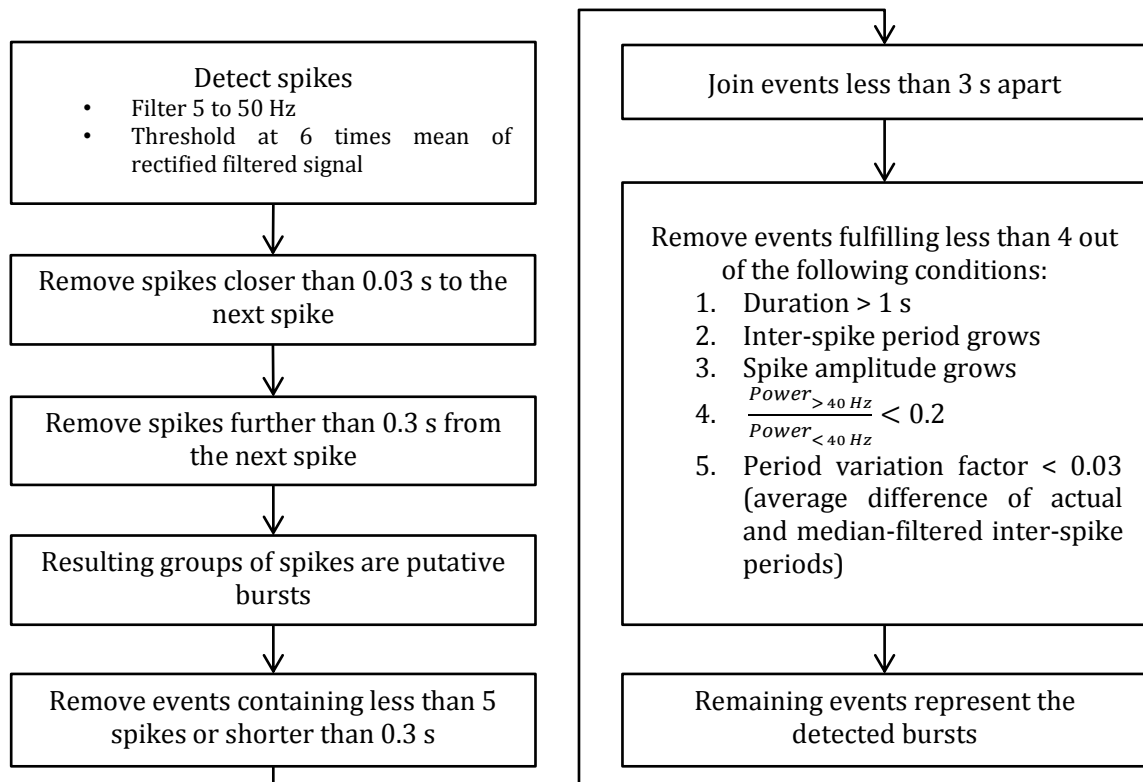 Detect spikes
• Filter 5 to 50 Hz
• Threshold at 6 times mean of
rectified filtered signal
Remove spikes closer than 0.03 s to the
next spike
Remove spikes further than 0.3 s from
the next spike
Resulting groups of spikes are putative
bursts
Remove events containing less than 5
spikes or shorter than 0.3 s
Join events less than 3 s apart
Remove events fulfilling less than 4 out
of the following conditions:
1. Duration > 1 s
2. Inter-spike period grows
3. Spike amplitude grows
4. Power>40 Hz / Power<40 Hz < 0.2
5. Period variation factor < 0.03
(average difference of actual
and median-filtered inter-spike
periods)
Remaining events represent the
detected bursts